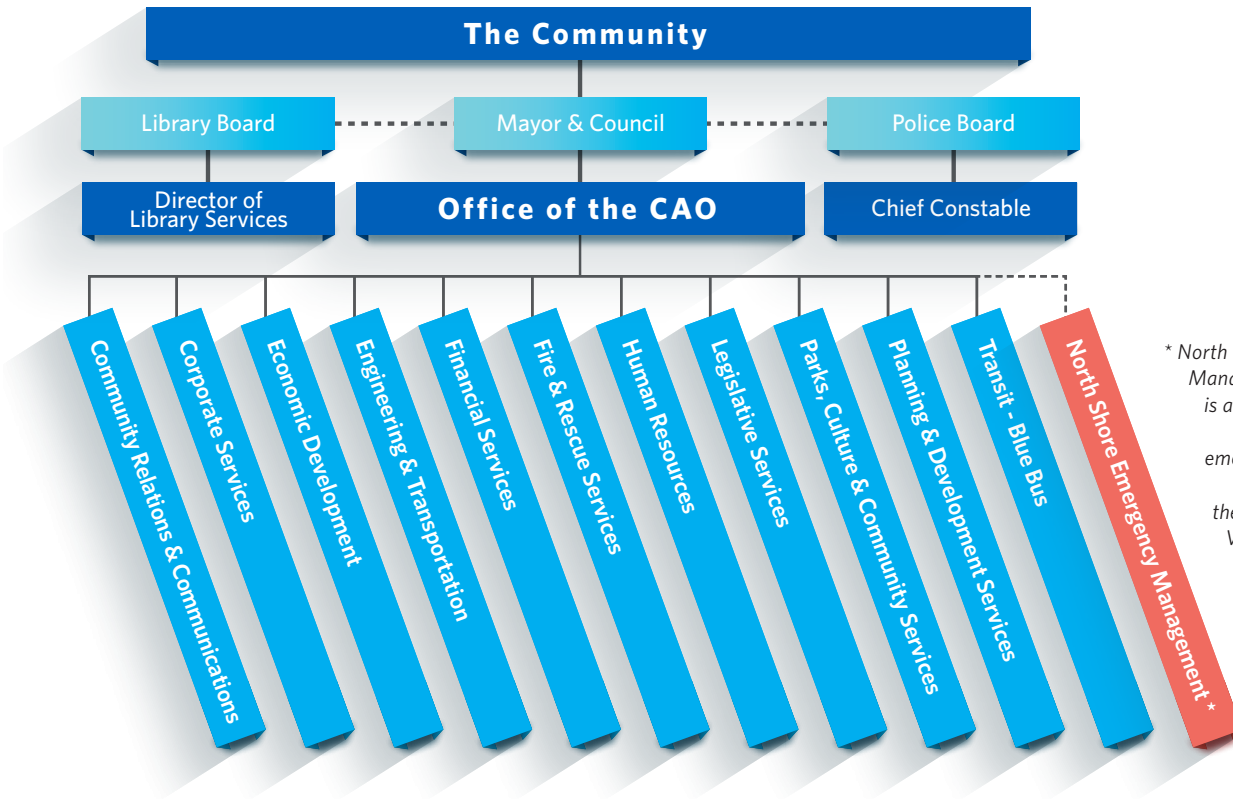 The Community
Library Board
Mayor & Council
Police Board
Director of
Library Services
Office of the CAO
Chief Constable
Community Relations & Communications
Corporate Services
Economic Development
Engineering & Transportation
Financial Services
Fire & Rescue Services
Human Resources
Legislative Services
Parks, Culture & Community Services
Planning & Development Services
Transit - Blue Bus
North Shore Emergency Management *
* North
is a
the